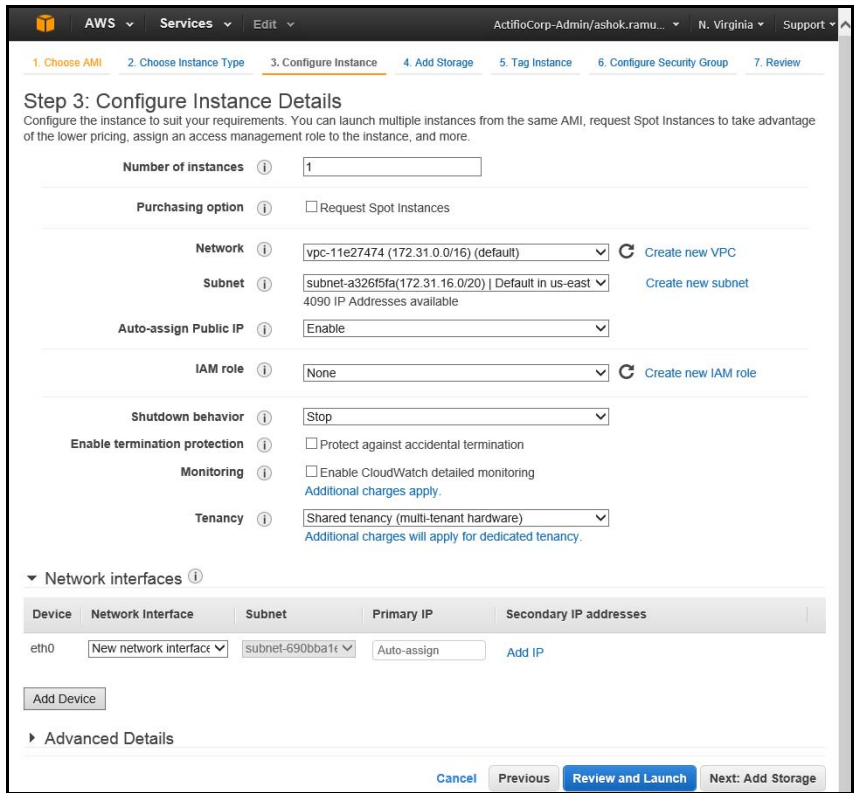 AWS Services Edit ActifioCorp-Admin/ashok.ramu... N. Virginia Support
1. Choose AMI 2. Choose Instance Type 3. Configure Instance 4. Add Storage 5. Tag Instance 6. Configure Security Group 7. Review
Step 3: Configure Instance Details
Configure the instance to suit your requirements. You can launch multiple instances from the same AMI, request Spot Instances to take advantage
of the lower pricing, assign an access management role to the instance, and more.
Number of instances i 1
Purchasing option i Request Spot Instances
Network i vpc-11e27474 (172.31.0.0/16) (default) Create new VPC
Subnet i subnet-a326f5fa(172.31.16.0/20) | Default in us-east Create new subnet
4090 IP Addresses available
Auto-assign Public IP i Enable
IAM role i None Create new IAM role
Shutdown behavior i Stop
Enable termination protection i Protect against accidental termination
Monitoring i Enable CloudWatch detailed monitoring
Additional charges apply.
Tenancy i Shared tenancy (multi-tenant hardware)
Additional charges will apply for dedicated tenancy.
Network interfaces i
Device Network Interface Subnet Primary IP Secondary IP addresses
eth0 New network interface subnet-690bba1e Auto-assign Add IP
Add Device
Advanced Details
Cancel Previous Review and Launch Next: Add Storage